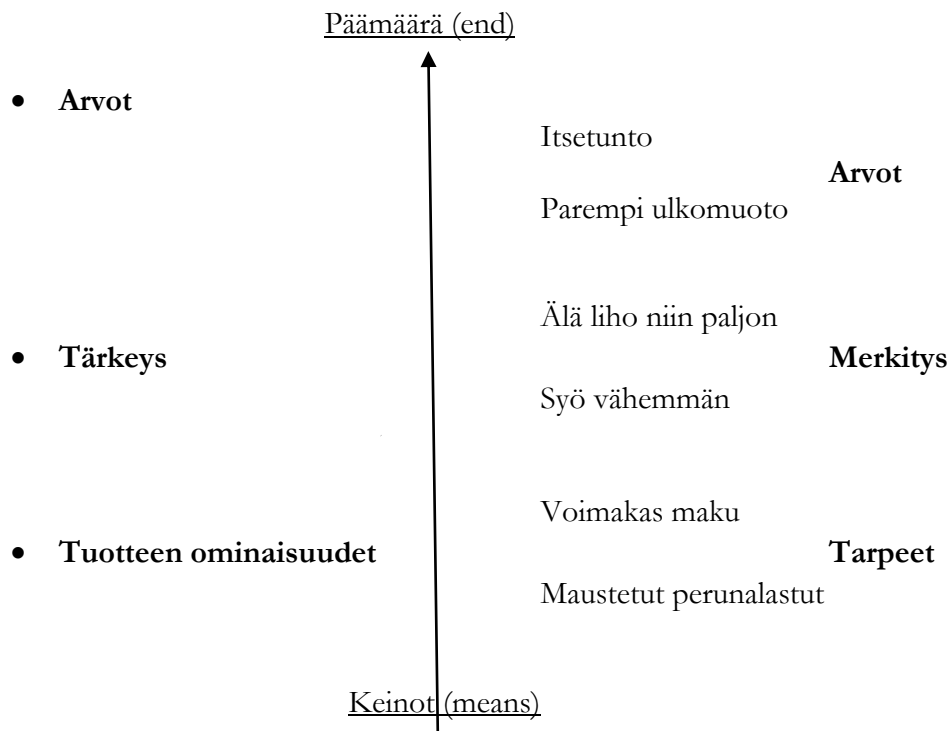 Päämäärä (end)
• Arvot
Itsetunto
Arvot
Parempi ulkomuoto
Älä liho niin paljon
• Tärkeys
Merkitys
Syö vähemmän
Voimakas maku
• Tuotteen ominaisuudet
Tarpeet
Maustetut perunalastut
Keinot (means)